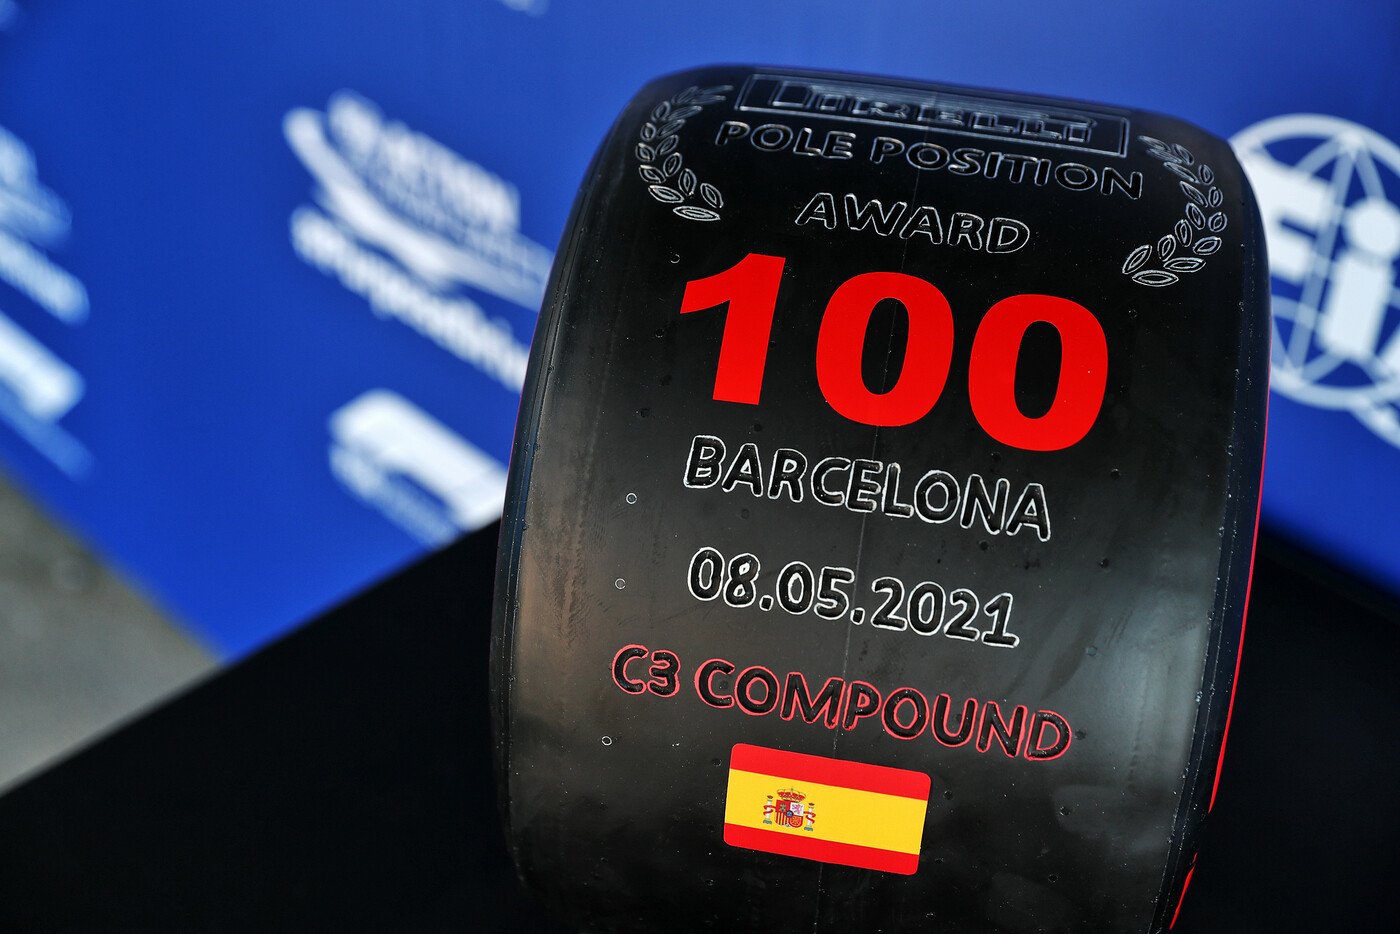 PIRELLI
POLE POSITION
AWARD
100
BARCELONA
08.05.2021
C3 COMPOUND